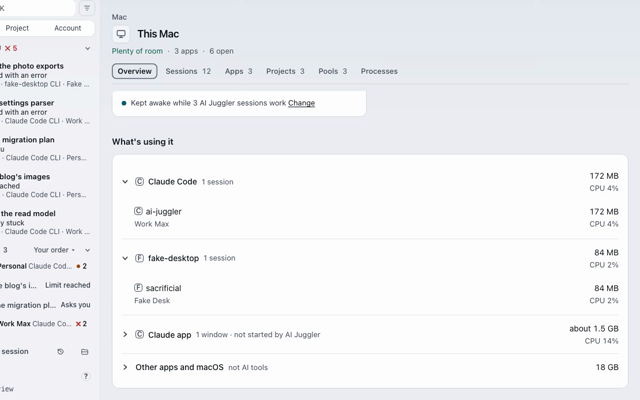 K
Project Account
5
the photo exports
d with an error
· fake-desktop CLI · Fake ...
settings parser
d with an error
· Claude Code CLI · Work ...
migration plan
u
· Claude Code CLI · Pers...
blog's images
ached
· Claude Code CLI · Pers...
the read model
y stuck
· Claude Code CLI · Work ...
3 Your order
Personal Claude Cod... 2
e blog's i... Limit reached
he migration pl... Asks you
Work Max Claude Co... 2
session
?
view
Mac
This Mac
Plenty of room · 3 apps · 6 open
Overview Sessions 12 Apps 3 Projects 3 Pools 3 Processes
Kept awake while 3 AI Juggler sessions work Change
What's using it
C Claude Code 1 session 172 MB
CPU 4%
C ai-juggler 172 MB
Work Max CPU 4%
F fake-desktop 1 session 84 MB
CPU 2%
F sacrificial 84 MB
Fake Desk CPU 2%
C Claude app 1 window · not started by AI Juggler about 1.5 GB
CPU 14%
Other apps and macOS not AI tools 18 GB